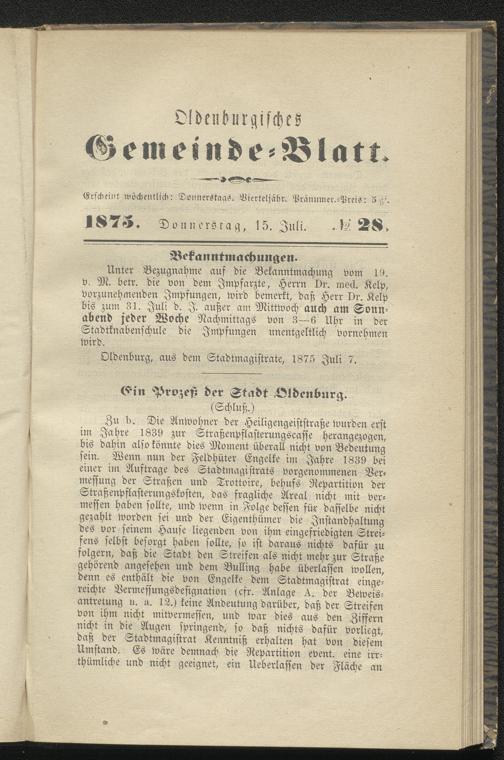 Oldenburgisches
Gemeinde-Blatt.
Erscheint wöchentlich: Donnerstags. Vierteljähr. Pränumer.-Preis: 5
1875. Donnerstag, 15. Juli. № 28.
Bekanntmachungen.
Unter Bezugnahme auf die Bekanntmachung vom 19.
v. M. betr. die von dem Impfarzte, Herrn Dr. med. Kelp,
vorzunehmenden Impfungen, wird bemerkt, daß Herr Dr. Kelp
bis zum 31. Juli d. J. außer am Mittwoch auch am Sonn-
abend jeder Woche Nachmittags von 3—6 Uhr in der
Stadtknabenschule die Impfungen unentgeltlich vornehmen
wird.
Oldenburg, aus dem Stadtmagistrate, 1875 Juli 7.
Ein Prozeß der Stadt Oldenburg.
(Schluß.)
Zu b. Die Anwohner der Heiligengeiststraße wurden erst
im Jahre 1839 zur Straßenpflasterungscasse herangezogen,
bis dahin also könnte dies Moment überall nicht von Bedeutung
sein. Wenn nun der Feldhüter Engelke im Jahre 1839 bei
einer im Auftrage des Stadtmagistrats vorgenommenen Ver-
messung der Straßen und Trottoire, behufs Repartition der
Straßenpflasterungskosten, das fragliche Areal nicht mit ver-
messen haben sollte, und wenn in Folge dessen für dasselbe nicht
gezahlt worden sei und der Eigenthümer die Instandhaltung
des vor seinem Hause liegenden von ihm eingefriedigten Strei-
fens selbst besorgt haben sollte, so ist daraus nichts dafür zu
folgern, daß die Stadt den Streifen als nicht mehr zur Straße
gehörend angesehen und dem Bulling habe überlassen wollen,
denn es enthält die von Engelke dem Stadtmagistrat einge-
reichte Vermessungsdesignation (cfr. Anlage A. der Beweis-
antretung u. a. 12.) keine Andeutung darüber, daß der Streifen
von ihm nicht mitvermessen, und war dies aus den Ziffern
nicht in die Augen springend, so daß nichts dafür vorliegt,
daß der Stadtmagistrat Kenntniß erhalten hat von diesem
Umstand. Es wäre demnach die Repartition event. eine irr-
thümliche und nicht geeignet, ein Ueberlassen der Fläche an